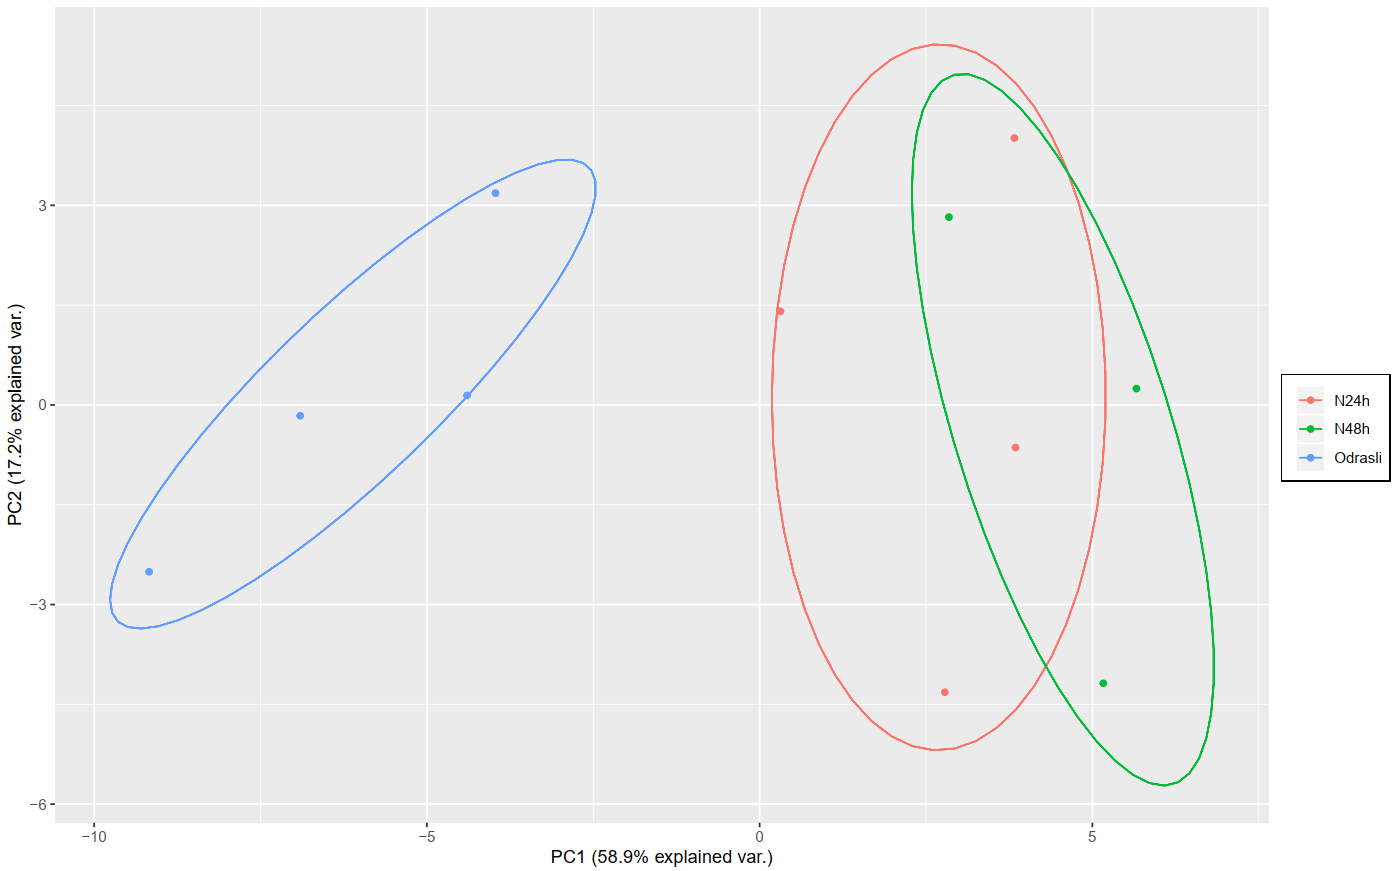 PC2 (17.2% explained var.)
3
0
−3
−6
−10
−5
0
5
PC1 (58.9% explained var.)
N24h
N48h
Odrasli